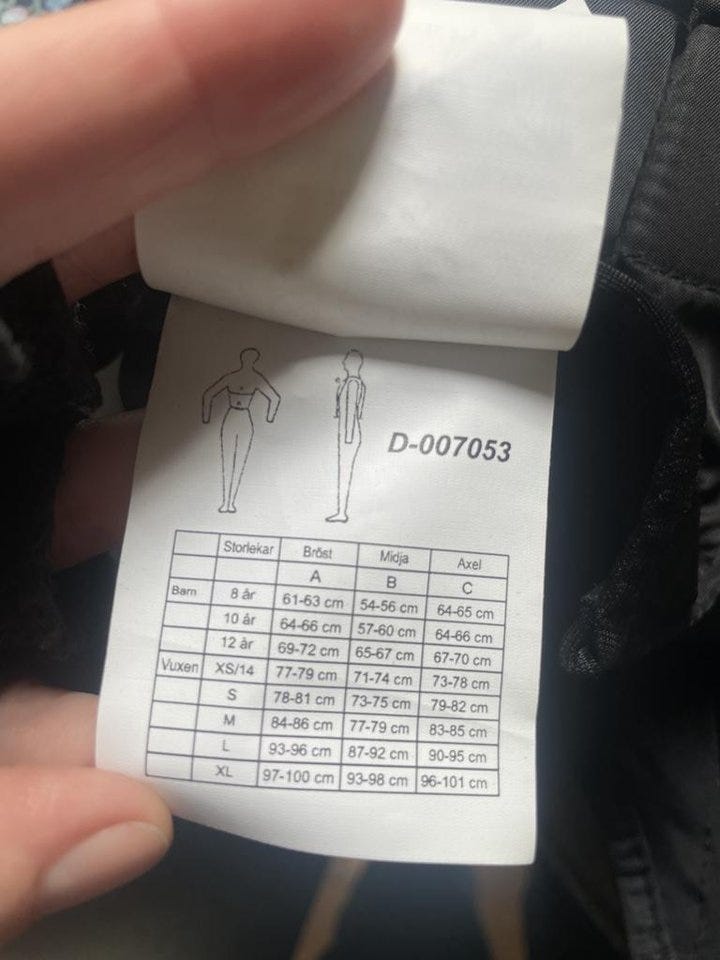 D-007053
Storlekar Bröst Midja Axel
A B C
Barn 8 år 61-63 cm 54-56 cm 64-65 cm
10 år 64-66 cm 57-60 cm 64-66 cm
12 år 69-72 cm 65-67 cm 67-70 cm
Vuxen XS/14 77-79 cm 71-74 cm 73-78 cm
S 78-81 cm 73-75 cm 79-82 cm
M 84-86 cm 77-79 cm 83-85 cm
L 93-96 cm 87-92 cm 90-95 cm
XL 97-100 cm 93-98 cm 96-101 cm